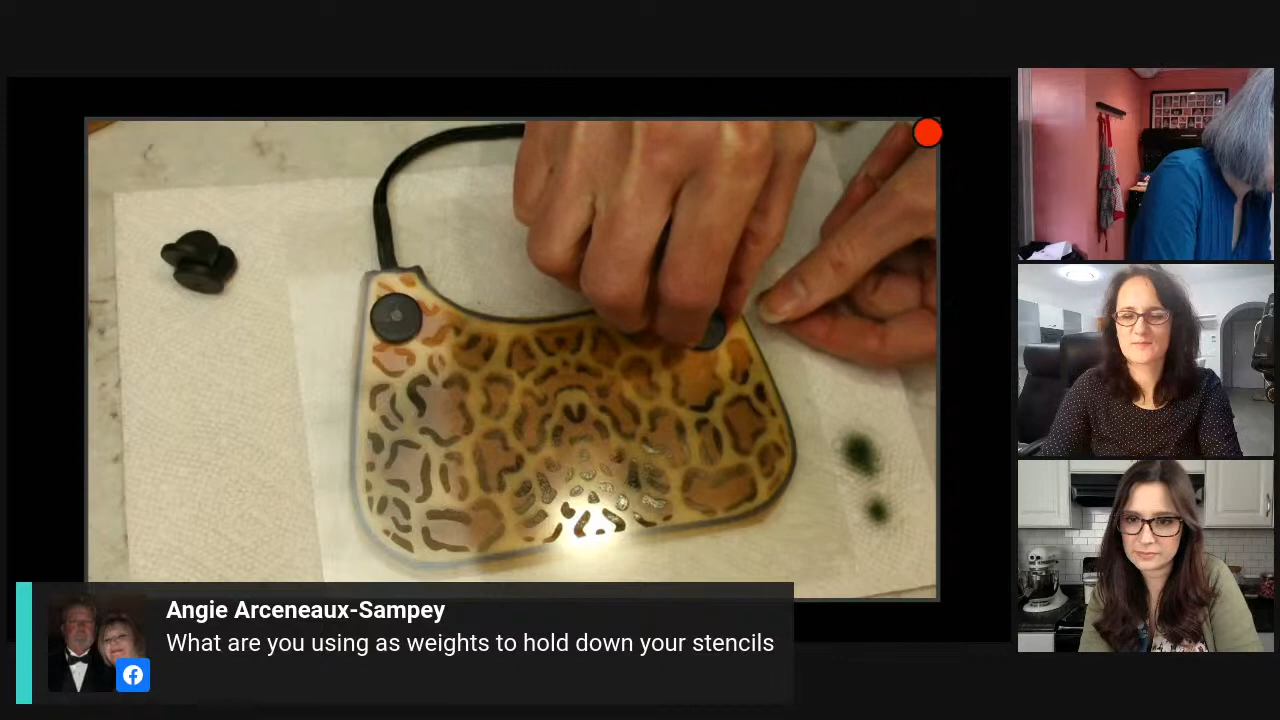 Angie Arceneaux-Sampey
What are you using as weights to hold down your stencils